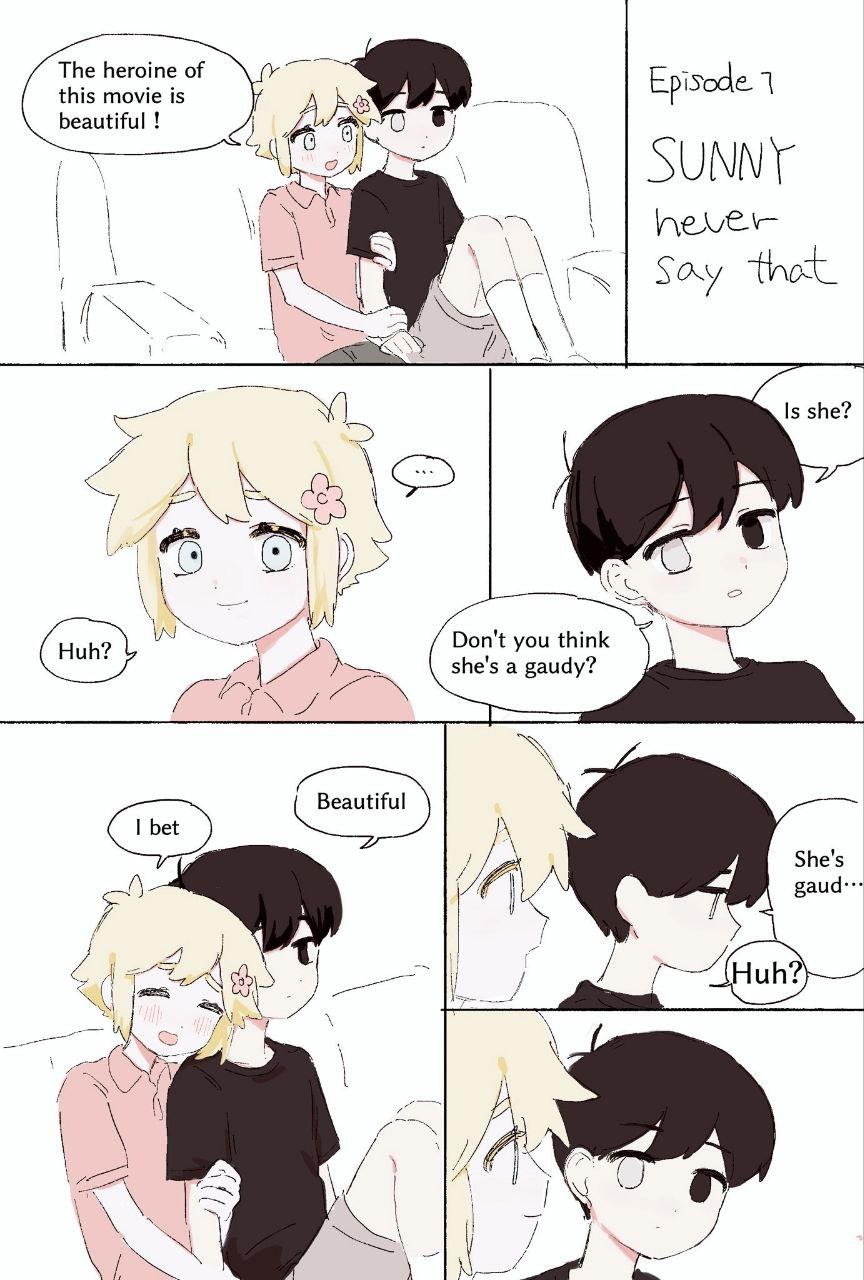 The heroine of
this movie is
beautiful !
Episode 7
SUNNY
never
say that
...
Huh?
Is she?
Don't you think
she's a gaudy?
I bet
Beautiful
She's
gaud…
Huh?